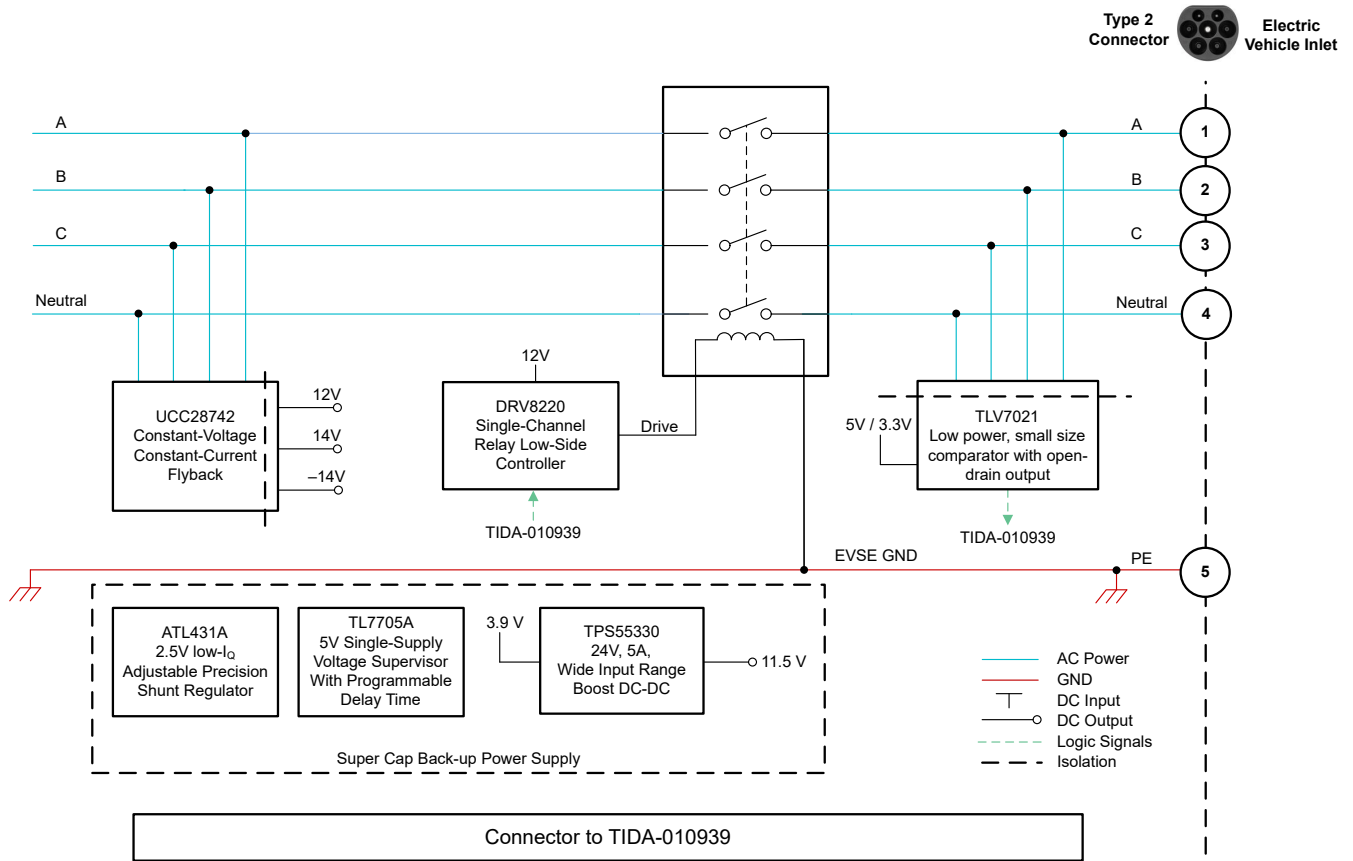 Type 2
Connector
Electric
Vehicle Inlet
A
A
1
B
B
2
C
C
3
Neutral
Neutral
4
UCC28742
Constant-Voltage
Constant-Current
Flyback
12V
14V
–14V
12V
DRV8220
Single-Channel
Relay Low-Side
Controller
Drive
TIDA-010939
5V / 3.3V
TLV7021
Low power, small size
comparator with open-
drain output
TIDA-010939
EVSE GND
PE
5
ATL431A
2.5V low-IQ
Adjustable Precision
Shunt Regulator
TL7705A
5V Single-Supply
Voltage Supervisor
With Programmable
Delay Time
3.9 V
TPS55330
24V, 5A,
Wide Input Range
Boost DC-DC
11.5 V
Super Cap Back-up Power Supply
AC Power
GND
DC Input
DC Output
Logic Signals
Isolation
Connector to TIDA-010939